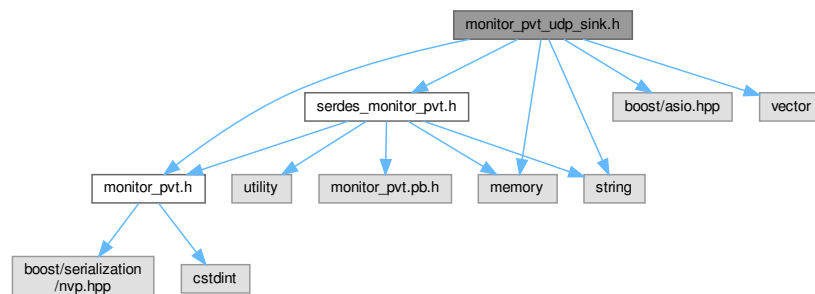 monitor_pvt_udp_sink.h
serdes_monitor_pvt.h
boost/asio.hpp
vector
monitor_pvt.h
utility
monitor_pvt.pb.h
memory
string
boost/serialization
/nvp.hpp
cstdint